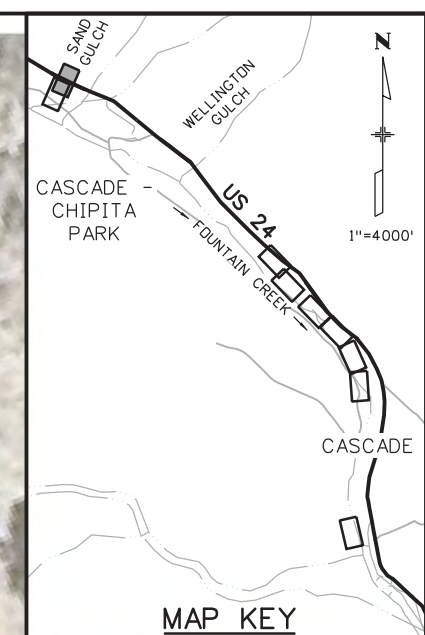 SAND
GULCH
WELLINGTON
GULCH
N
CASCADE -
CHIPITA
PARK
US 24
1"=4000'
FOUNTAIN CREEK
CASCADE
MAP KEY